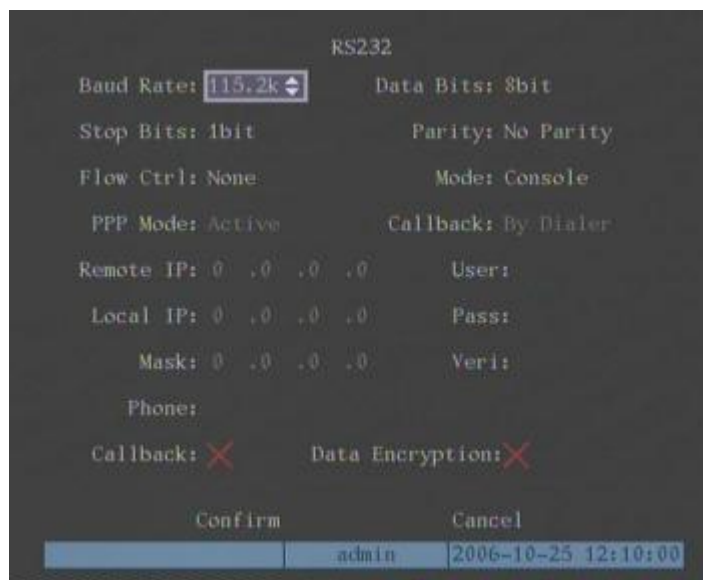 RS232
Baud Rate: 115.2k Data Bits: 8bit
Stop Bits: 1bit Parity: No Parity
Flow Ctrl: None Mode: Console
PPP Mode: Active Callback: By Dialer
Remote IP: 0 .0 .0 .0 User:
Local IP: 0 .0 .0 .0 Pass:
Mask: 0 .0 .0 .0 Veri:
Phone:
Callback: Data Encryption:
Confirm Cancel
admin 2006-10-25 12:10:00